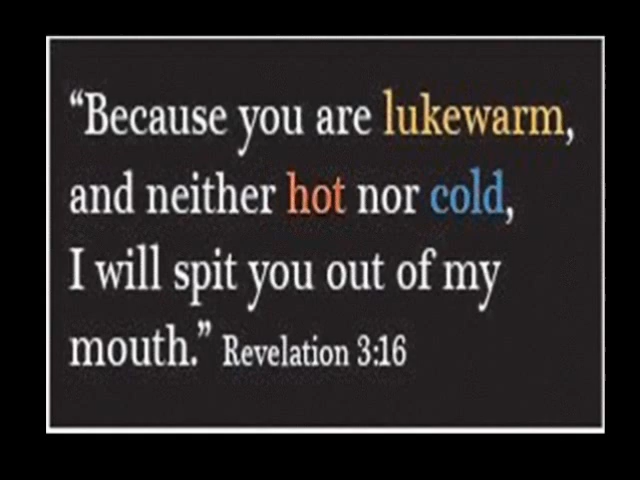 “Because you are lukewarm,
and neither hot nor cold,
I will spit you out of my
mouth.” Revelation 3:16